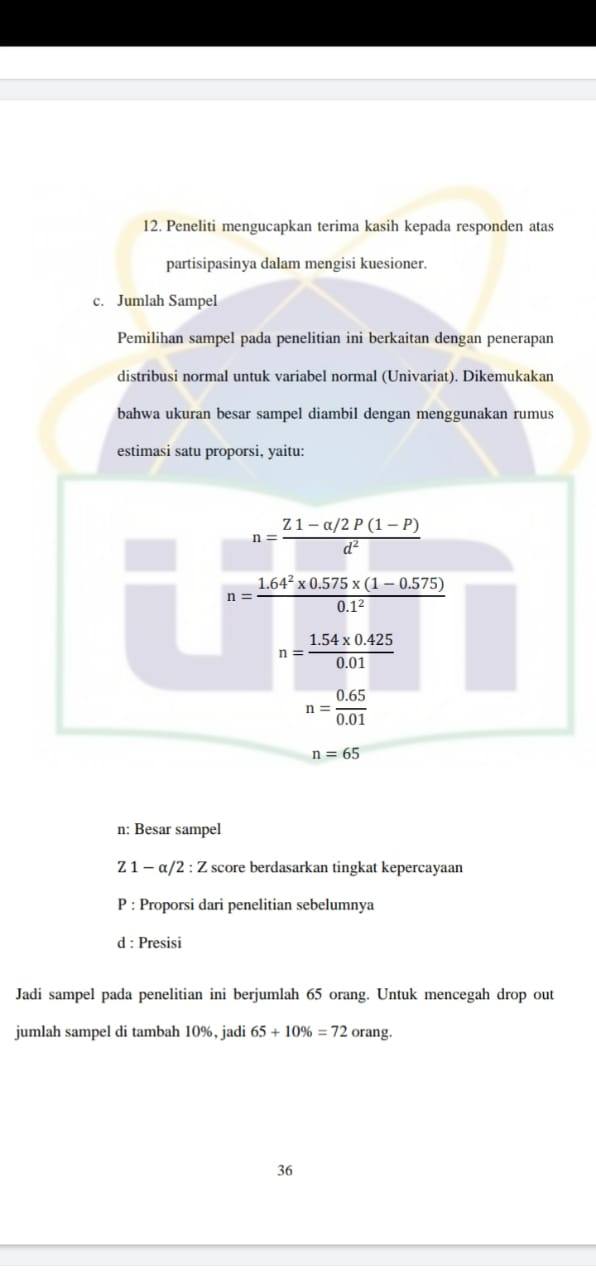 12. Peneliti mengucapkan terima kasih kepada responden atas
partisipasinya dalam mengisi kuesioner.
c. Jumlah Sampel
Pemilihan sampel pada penelitian ini berkaitan dengan penerapan
distribusi normal untuk variabel normal (Univariat). Dikemukakan
bahwa ukuran besar sampel diambil dengan menggunakan rumus
estimasi satu proporsi, yaitu:
n = Z 1 − α/2 P (1 − P) / d²
n = 1.64² x 0.575 x (1 − 0.575) / 0.1²
n = 1.54 x 0.425 / 0.01
n = 0.65 / 0.01
n = 65
uin
n: Besar sampel
Z 1 − α/2 : Z score berdasarkan tingkat kepercayaan
P : Proporsi dari penelitian sebelumnya
d : Presisi
Jadi sampel pada penelitian ini berjumlah 65 orang. Untuk mencegah drop out
jumlah sampel di tambah 10%, jadi 65 + 10% = 72 orang.
36